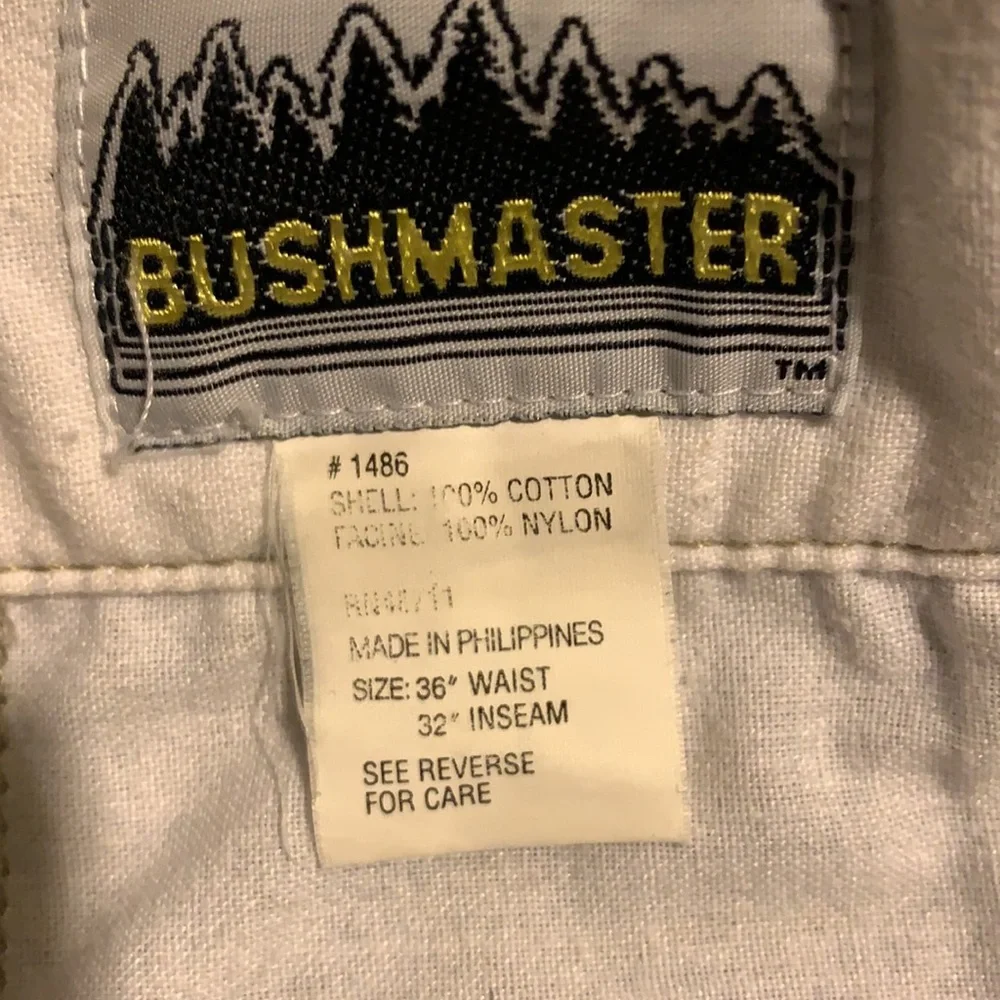 BUSHMASTER
TM
# 1486
SHELL: 100% COTTON
FACING 100% NYLON
MADE IN PHILIPPINES
SIZE: 36" WAIST
32" INSEAM
SEE REVERSE
FOR CARE